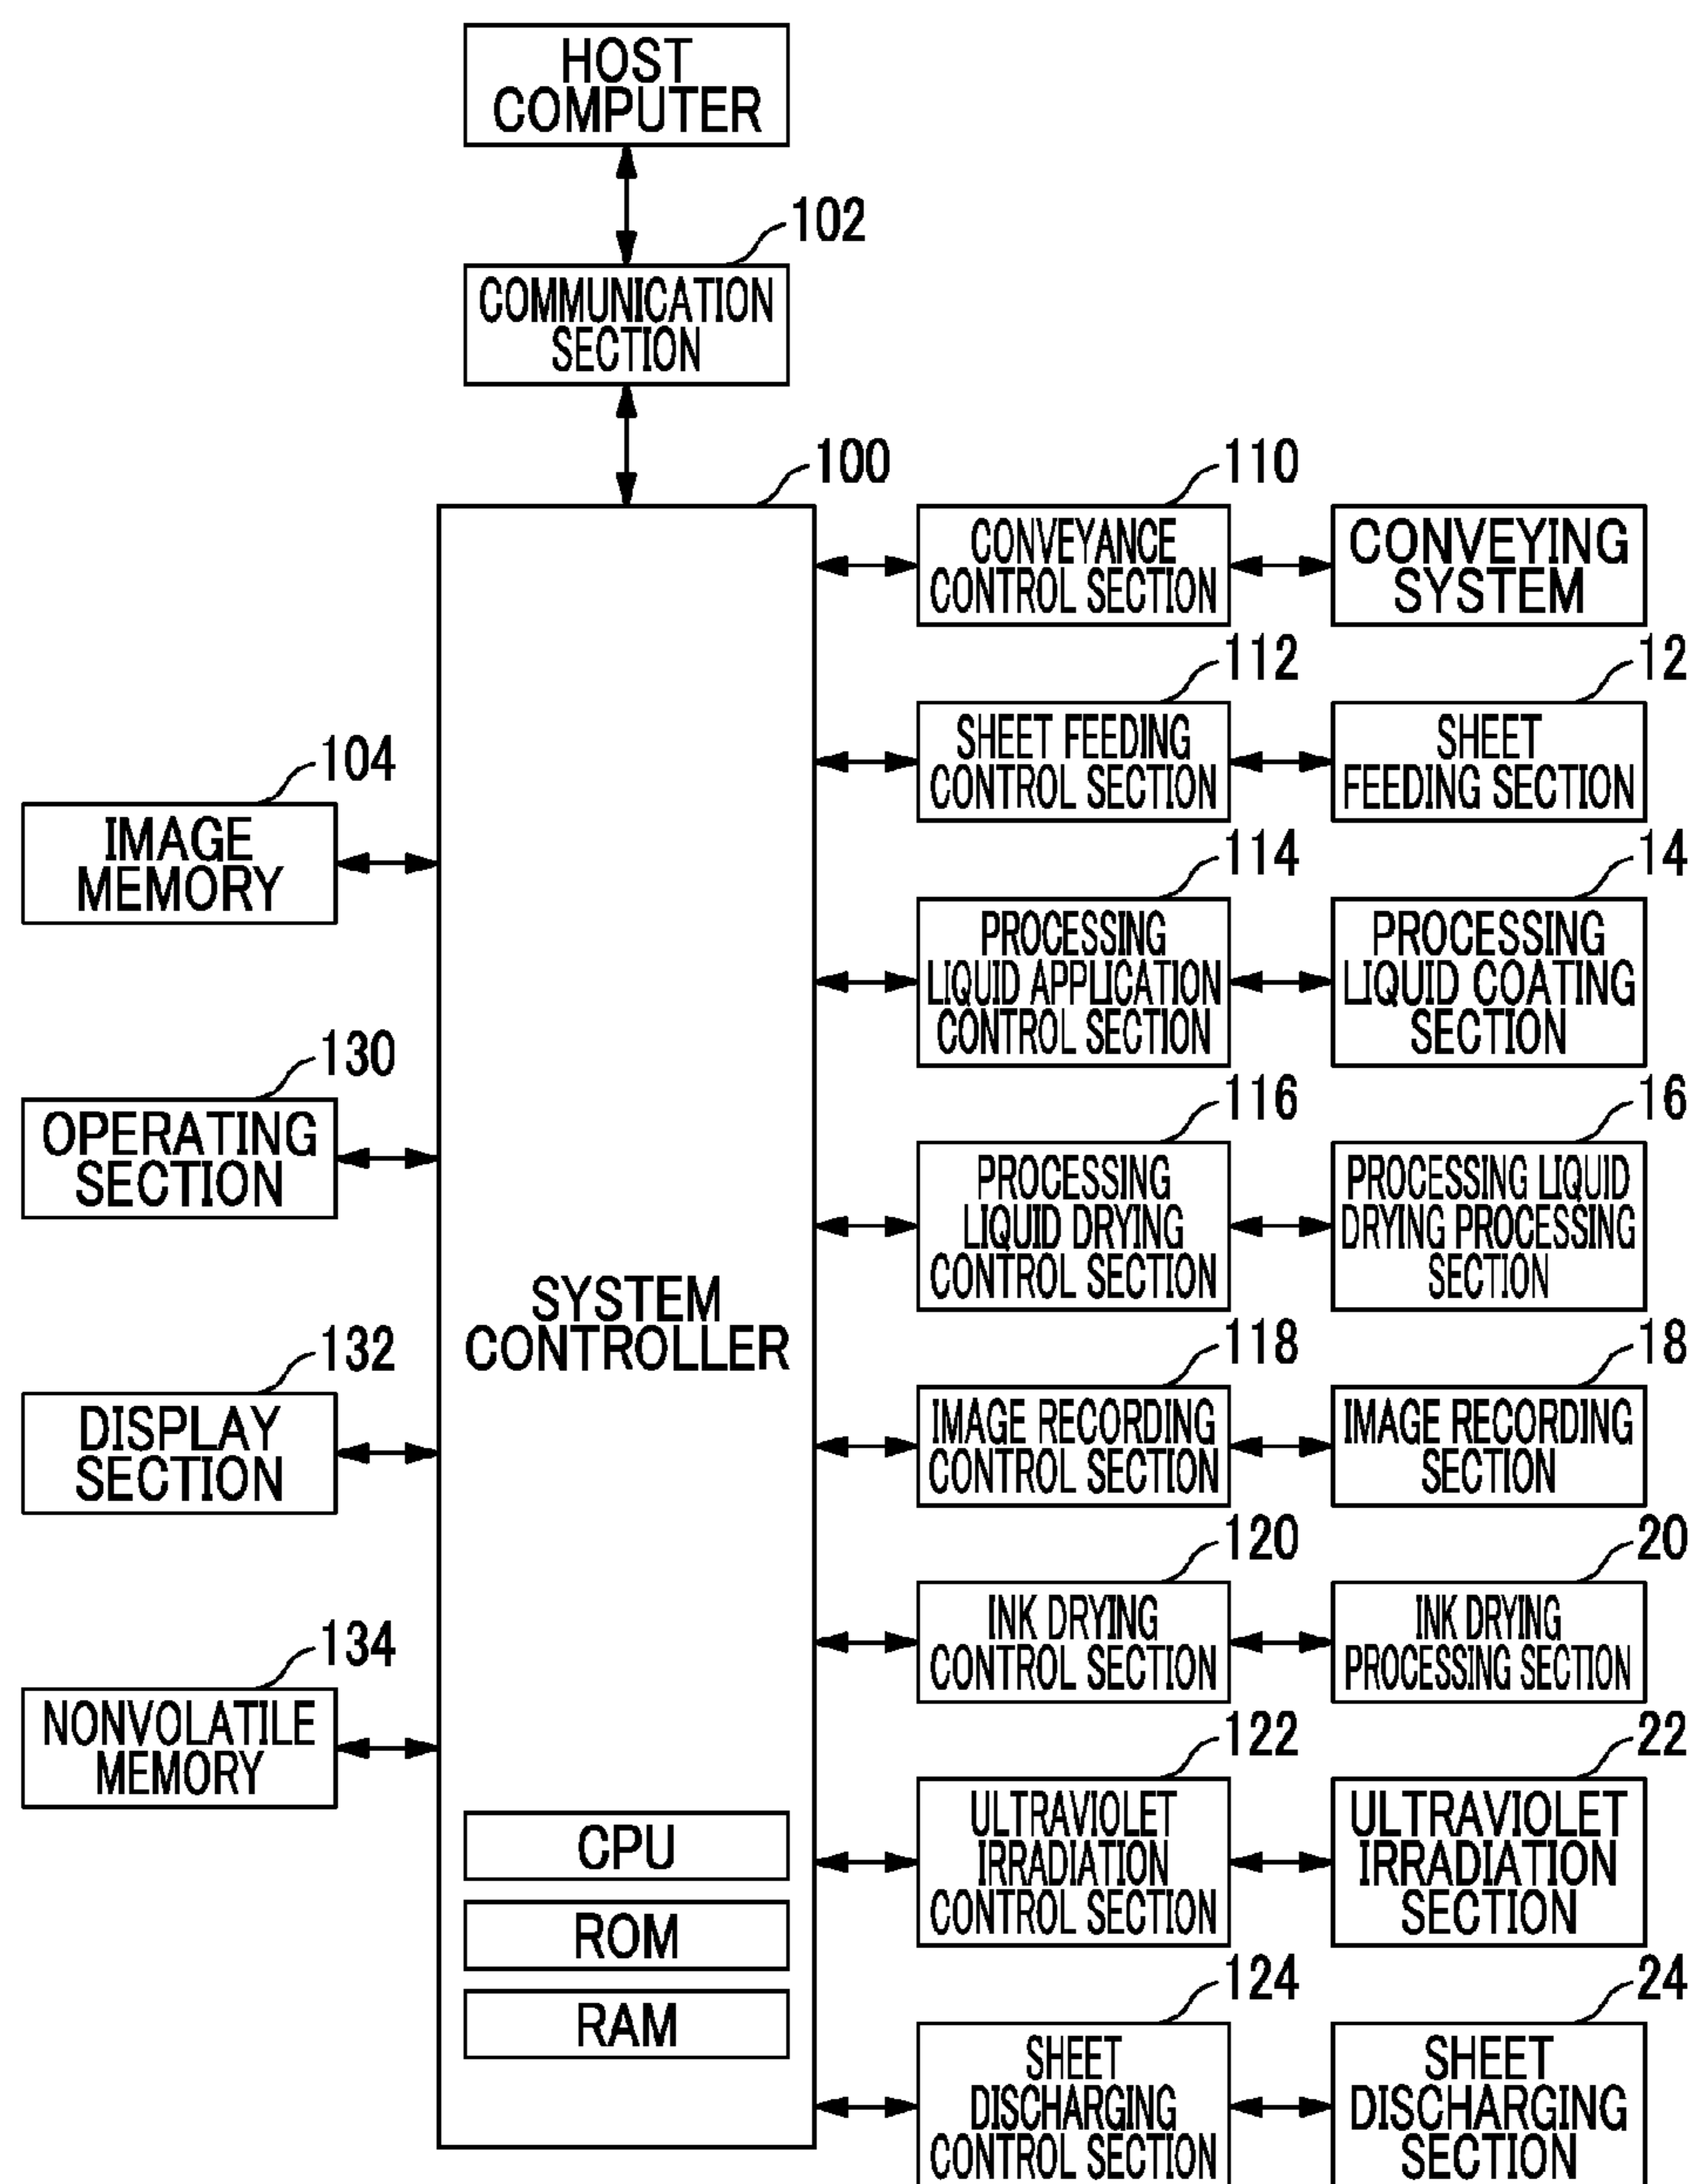 HOST
COMPUTER
102
COMMUNICATION
SECTION
100
110
CONVEYANCE
CONTROL SECTION
CONVEYING
SYSTEM
112
12
SHEET FEEDING
CONTROL SECTION
SHEET
FEEDING SECTION
104
IMAGE
MEMORY
114
14
PROCESSING
LIQUID APPLICATION
CONTROL SECTION
PROCESSING
LIQUID COATING
SECTION
130
OPERATING
SECTION
116
16
PROCESSING
LIQUID DRYING
CONTROL SECTION
PROCESSING LIQUID
DRYING PROCESSING
SECTION
SYSTEM
CONTROLLER
132
DISPLAY
SECTION
118
18
IMAGE RECORDING
CONTROL SECTION
IMAGE RECORDING
SECTION
120
20
INK DRYING
CONTROL SECTION
INK DRYING
PROCESSING SECTION
134
NONVOLATILE
MEMORY
122
22
ULTRAVIOLET
IRRADIATION
CONTROL SECTION
ULTRAVIOLET
IRRADIATION
SECTION
CPU
ROM
RAM
124
24
SHEET
DISCHARGING
CONTROL SECTION
SHEET
DISCHARGING
SECTION